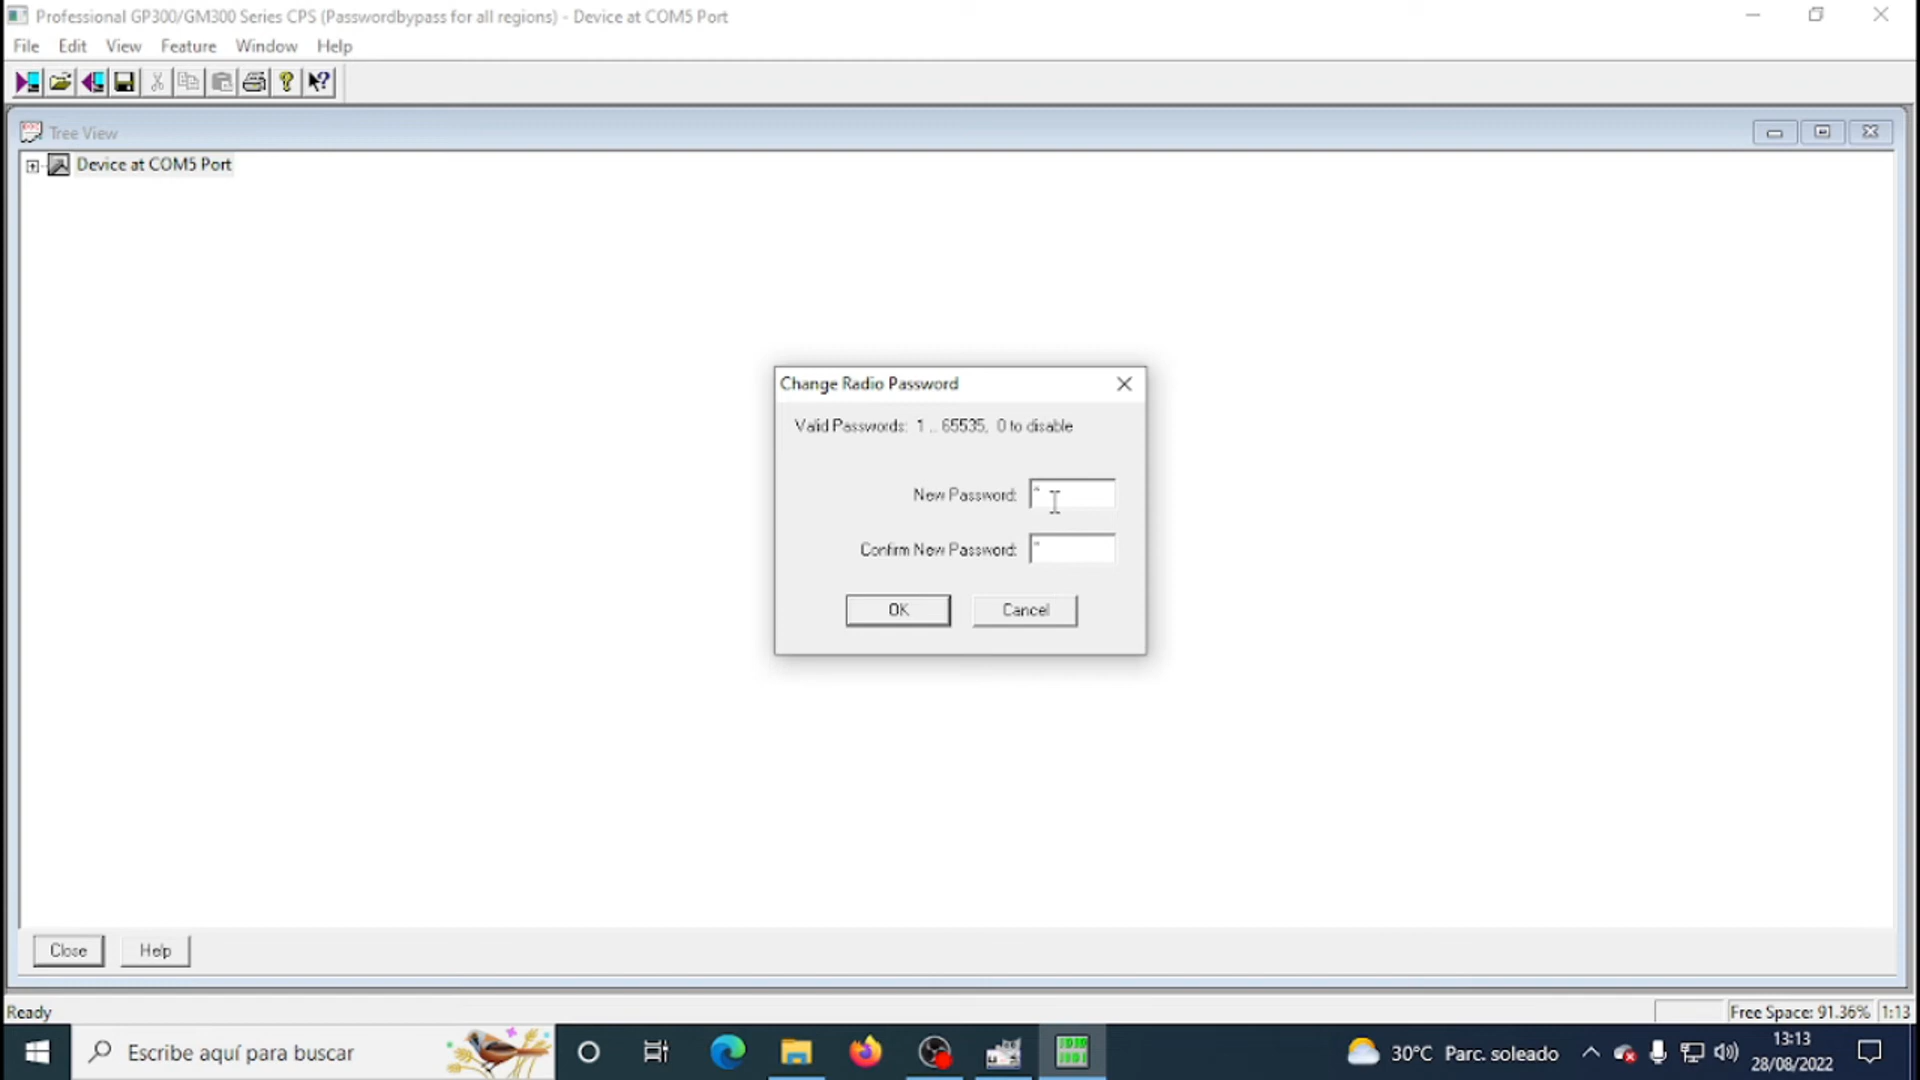 Professional GP300/GM300 Series CPS (Passwordbypass for all regions) - Device at COM5 Port
File Edit View Feature Window Help
Tree View
Device at COM5 Port
Change Radio Password
Valid Passwords: 1 .. 65535, 0 to disable
New Password: *
Confirm New Password: *
OK Cancel
Close Help
Ready
Free Space: 91.36% 1:13
Escribe aquí para buscar
30°C Parc. soleado
13:13
28/08/2022